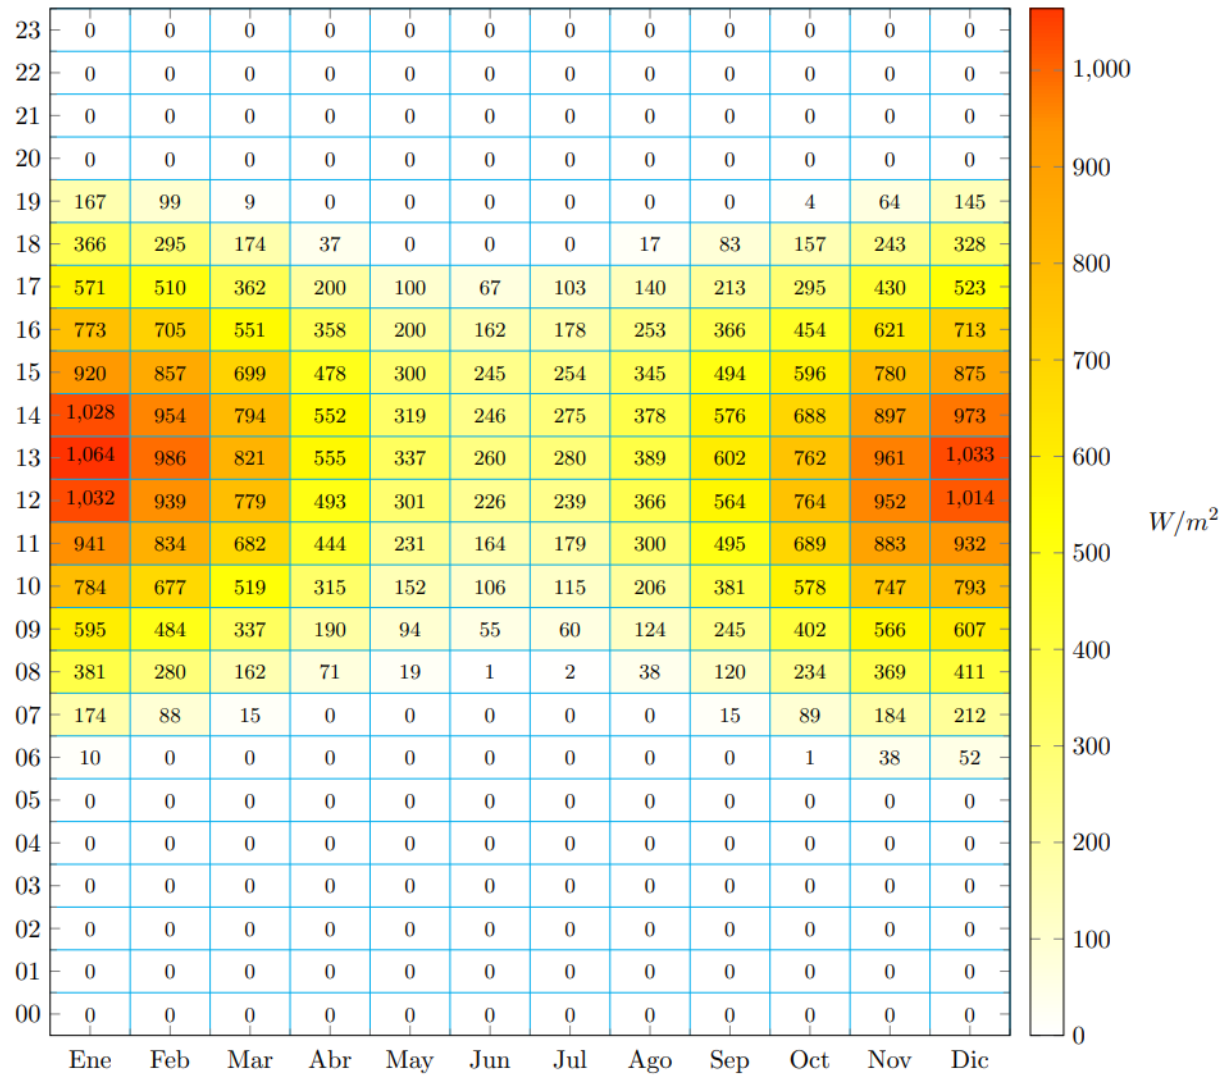 23 0 0 0 0 0 0 0 0 0 0 0 0
22 0 0 0 0 0 0 0 0 0 0 0 0
21 0 0 0 0 0 0 0 0 0 0 0 0
20 0 0 0 0 0 0 0 0 0 0 0 0
19 167 99 9 0 0 0 0 0 0 4 64 145
18 366 295 174 37 0 0 0 17 83 157 243 328
17 571 510 362 200 100 67 103 140 213 295 430 523
16 773 705 551 358 200 162 178 253 366 454 621 713
15 920 857 699 478 300 245 254 345 494 596 780 875
14 1,028 954 794 552 319 246 275 378 576 688 897 973
13 1,064 986 821 555 337 260 280 389 602 762 961 1,033
12 1,032 939 779 493 301 226 239 366 564 764 952 1,014
11 941 834 682 444 231 164 179 300 495 689 883 932
10 784 677 519 315 152 106 115 206 381 578 747 793
09 595 484 337 190 94 55 60 124 245 402 566 607
08 381 280 162 71 19 1 2 38 120 234 369 411
07 174 88 15 0 0 0 0 0 15 89 184 212
06 10 0 0 0 0 0 0 0 0 1 38 52
05 0 0 0 0 0 0 0 0 0 0 0 0
04 0 0 0 0 0 0 0 0 0 0 0 0
03 0 0 0 0 0 0 0 0 0 0 0 0
02 0 0 0 0 0 0 0 0 0 0 0 0
01 0 0 0 0 0 0 0 0 0 0 0 0
00 0 0 0 0 0 0 0 0 0 0 0 0
Ene Feb Mar Abr May Jun Jul Ago Sep Oct Nov Dic
1,000
900
800
700
600
500
400
300
200
100
0
W/m²